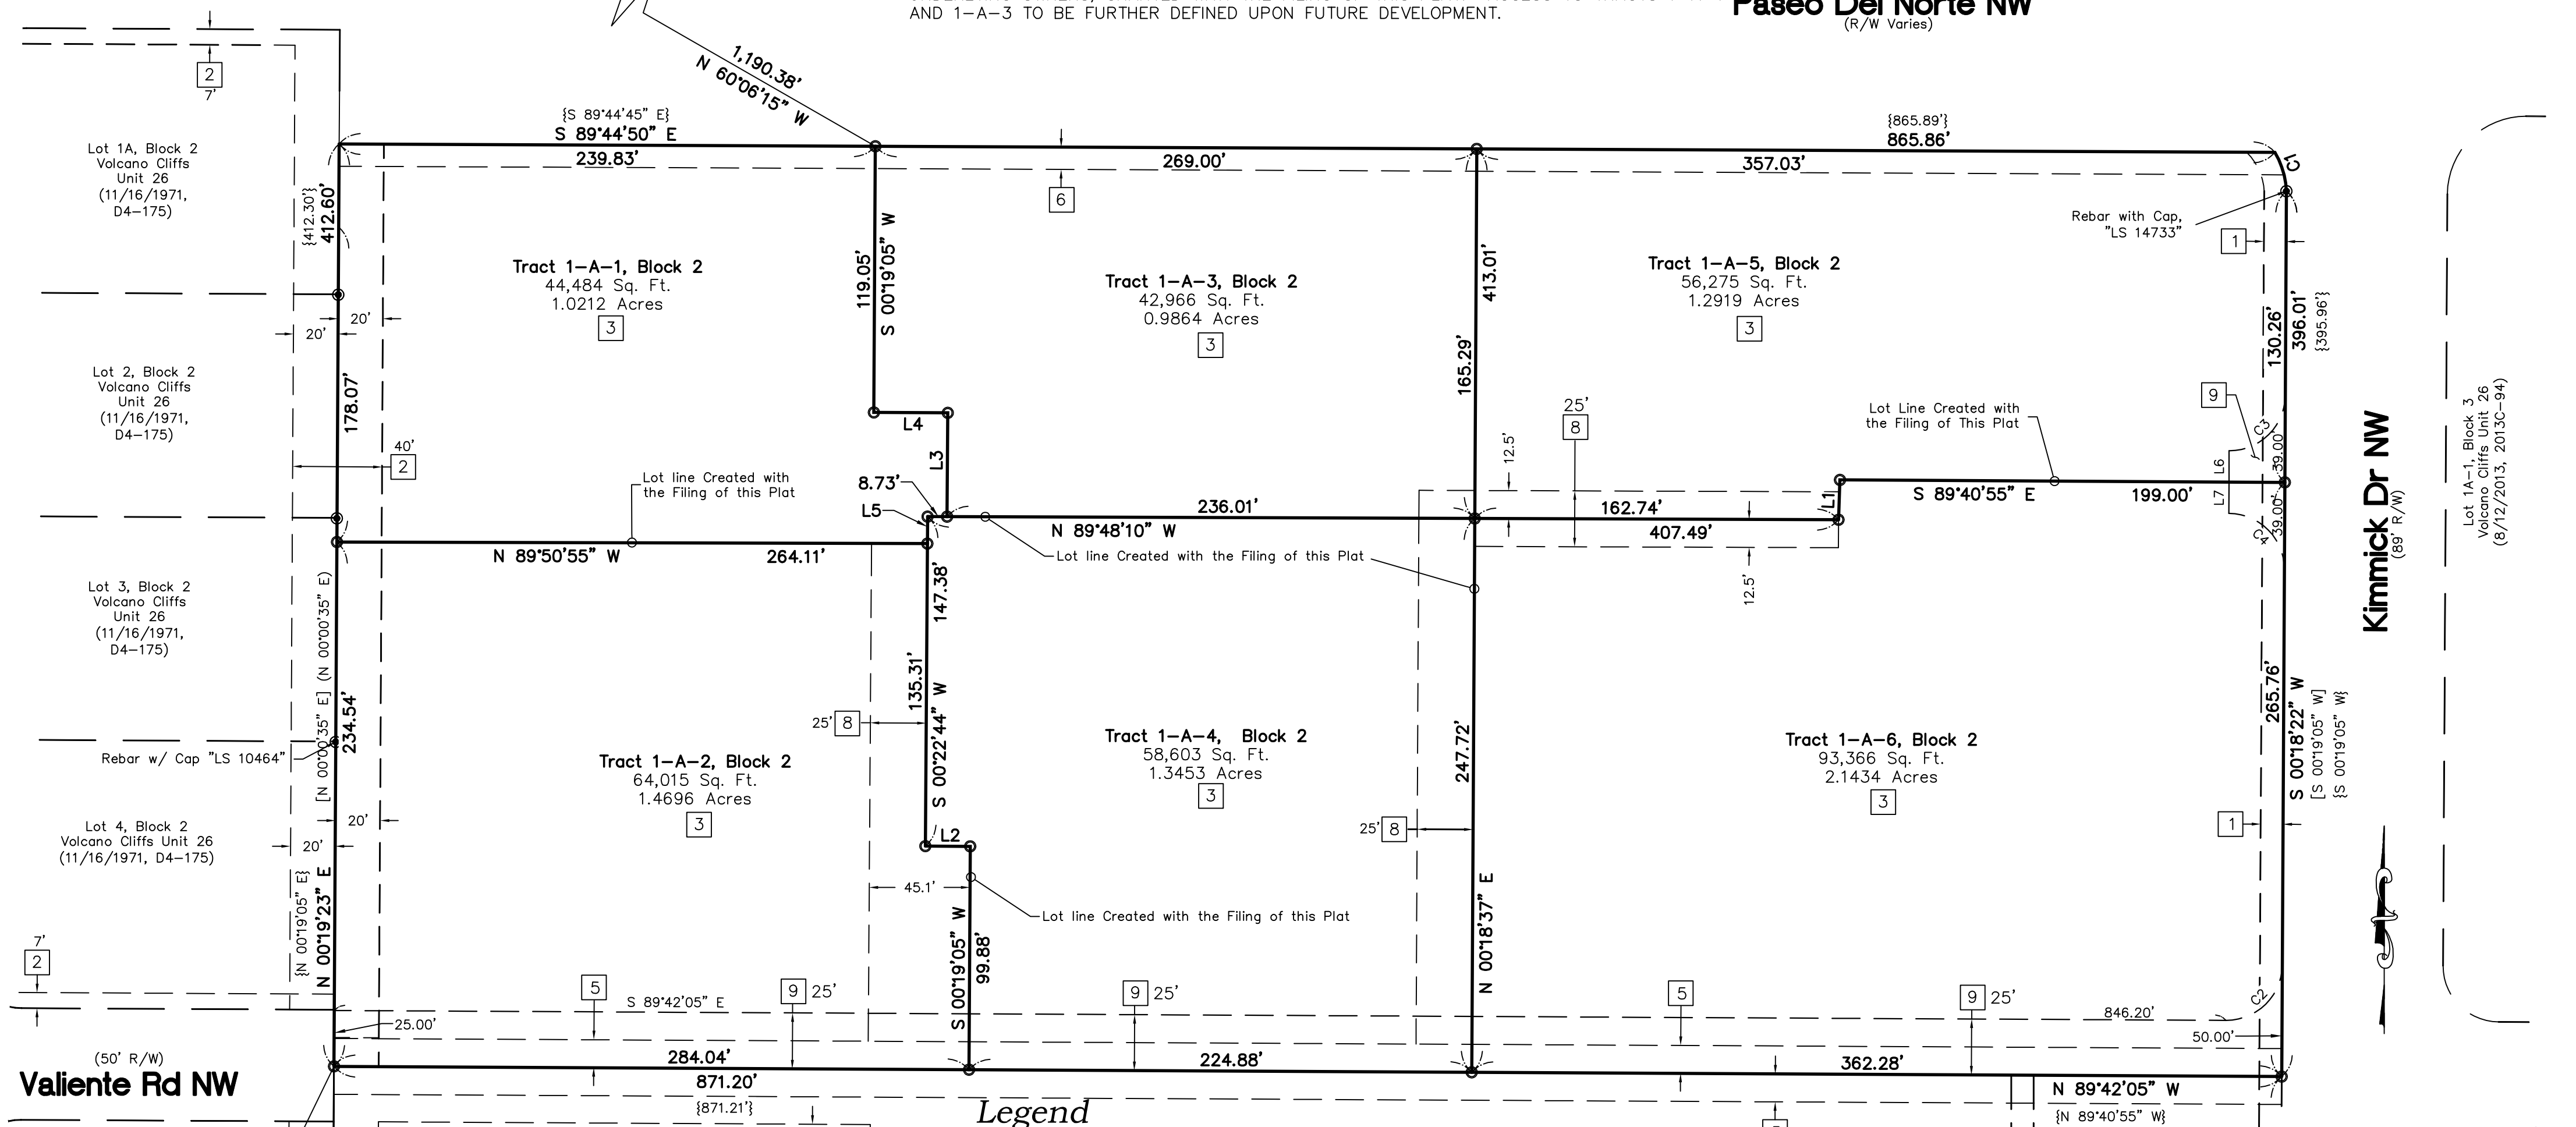 AND 1-A-3 TO BE FURTHER DEFINED UPON FUTURE DEVELOPMENT.
Paseo Del Norte NW
(R/W Varies)
1,190.38'
N 60°06'15" W
2
7'
Lot 1A, Block 2
Volcano Cliffs
Unit 26
(11/16/1971,
D4-175)
{S 89°44'45" E}
S 89°44'50" E
239.83'
269.00'
{865.89'}
865.86'
357.03'
C1
6
{412.30'}
412.60'
Rebar with Cap,
"LS 14733"
1
Tract 1-A-1, Block 2
44,484 Sq. Ft.
1.0212 Acres
3
119.05'
S 00°19'05" W
Tract 1-A-3, Block 2
42,966 Sq. Ft.
0.9864 Acres
3
413.01'
165.29'
Tract 1-A-5, Block 2
56,275 Sq. Ft.
1.2919 Acres
3
130.26'
396.01'
{395.96'}
20'
20'
Lot 2, Block 2
Volcano Cliffs
Unit 26
(11/16/1971,
D4-175)
178.07'
40'
2
L4
L3
8.73'
L5
Lot line Created with
the Filing of this Plat
12.5'
25'
8
Lot Line Created with
the Filing of This Plat
9
C3
39.00'
L6
L7
39.00'
C4
L1
S 89°40'55" E
199.00'
Kimmick Dr NW
(89' R/W)
Lot 1A-1, Block 3
Volcano Cliffs Unit 26
(8/12/2013, 2013C-94)
236.01'
N 89°48'10" W
162.74'
407.49'
12.5'
N 89°50'55" W
264.11'
Lot line Created with the Filing of this Plat
Lot 3, Block 2
Volcano Cliffs
Unit 26
(11/16/1971,
D4-175)
[N 00°00'35" E] (N 00°00'35" E)
234.54'
147.38'
135.31'
S 00°22'44" W
25'
8
Rebar w/ Cap "LS 10464"
Tract 1-A-2, Block 2
64,015 Sq. Ft.
1.4696 Acres
3
Tract 1-A-4, Block 2
58,603 Sq. Ft.
1.3453 Acres
3
247.72'
25'
8
Tract 1-A-6, Block 2
93,366 Sq. Ft.
2.1434 Acres
3
265.76'
S 00°18'22" W
[S 00°19'05" W]
{S 00°19'05" W}
1
Lot 4, Block 2
Volcano Cliffs Unit 26
(11/16/1971, D4-175)
20'
20'
{N 00°19'05" E}
N 00°19'23" E
L2
45.1'
S 00°19'05" W
99.88'
Lot line Created with the Filing of this Plat
N 00°18'37" E
7'
2
5
S 89°42'05" E
9
25'
9
25'
5
9
25'
C2
846.20'
25.00'
50.00'
(50' R/W)
Valiente Rd NW
284.04'
871.20'
{871.21'}
224.88'
362.28'
N 89°42'05" W
{N 89°40'55" W}
Legend